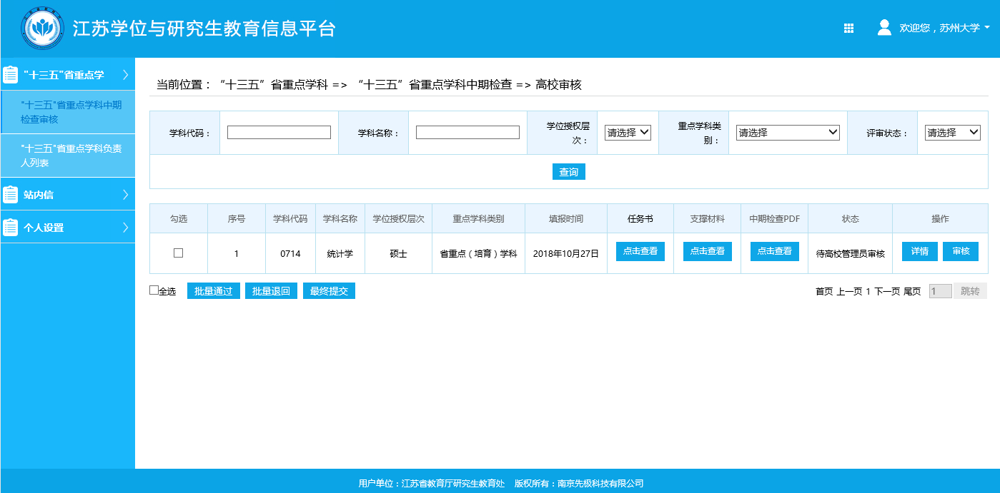 江苏学位与研究生教育信息平台
欢迎您，苏州大学
"十三五"省重点学
"十三五"省重点学科中期
检查审核
"十三五"省重点学科负责
人列表
站内信
个人设置
当前位置：“十三五”省重点学科 => “十三五”省重点学科中期检查 => 高校审核
学科代码：
学科名称：
学位授权层
次：
请选择
重点学科类
别：
请选择
评审状态：
请选择
查询
勾选 序号 学科代码 学科名称 学位授权层次 重点学科类别 填报时间 任务书 支撑材料 中期检查PDF 状态 操作
1 0714 统计学 硕士 省重点（培育）学科 2018年10月27日 点击查看 点击查看 点击查看 待高校管理员审核 详情 审核
全选 批量通过 批量退回 最终提交 首页 上一页 1 下一页 尾页 1 跳转
用户单位：江苏省教育厅研究生教育处 版权所有：南京先极科技有限公司